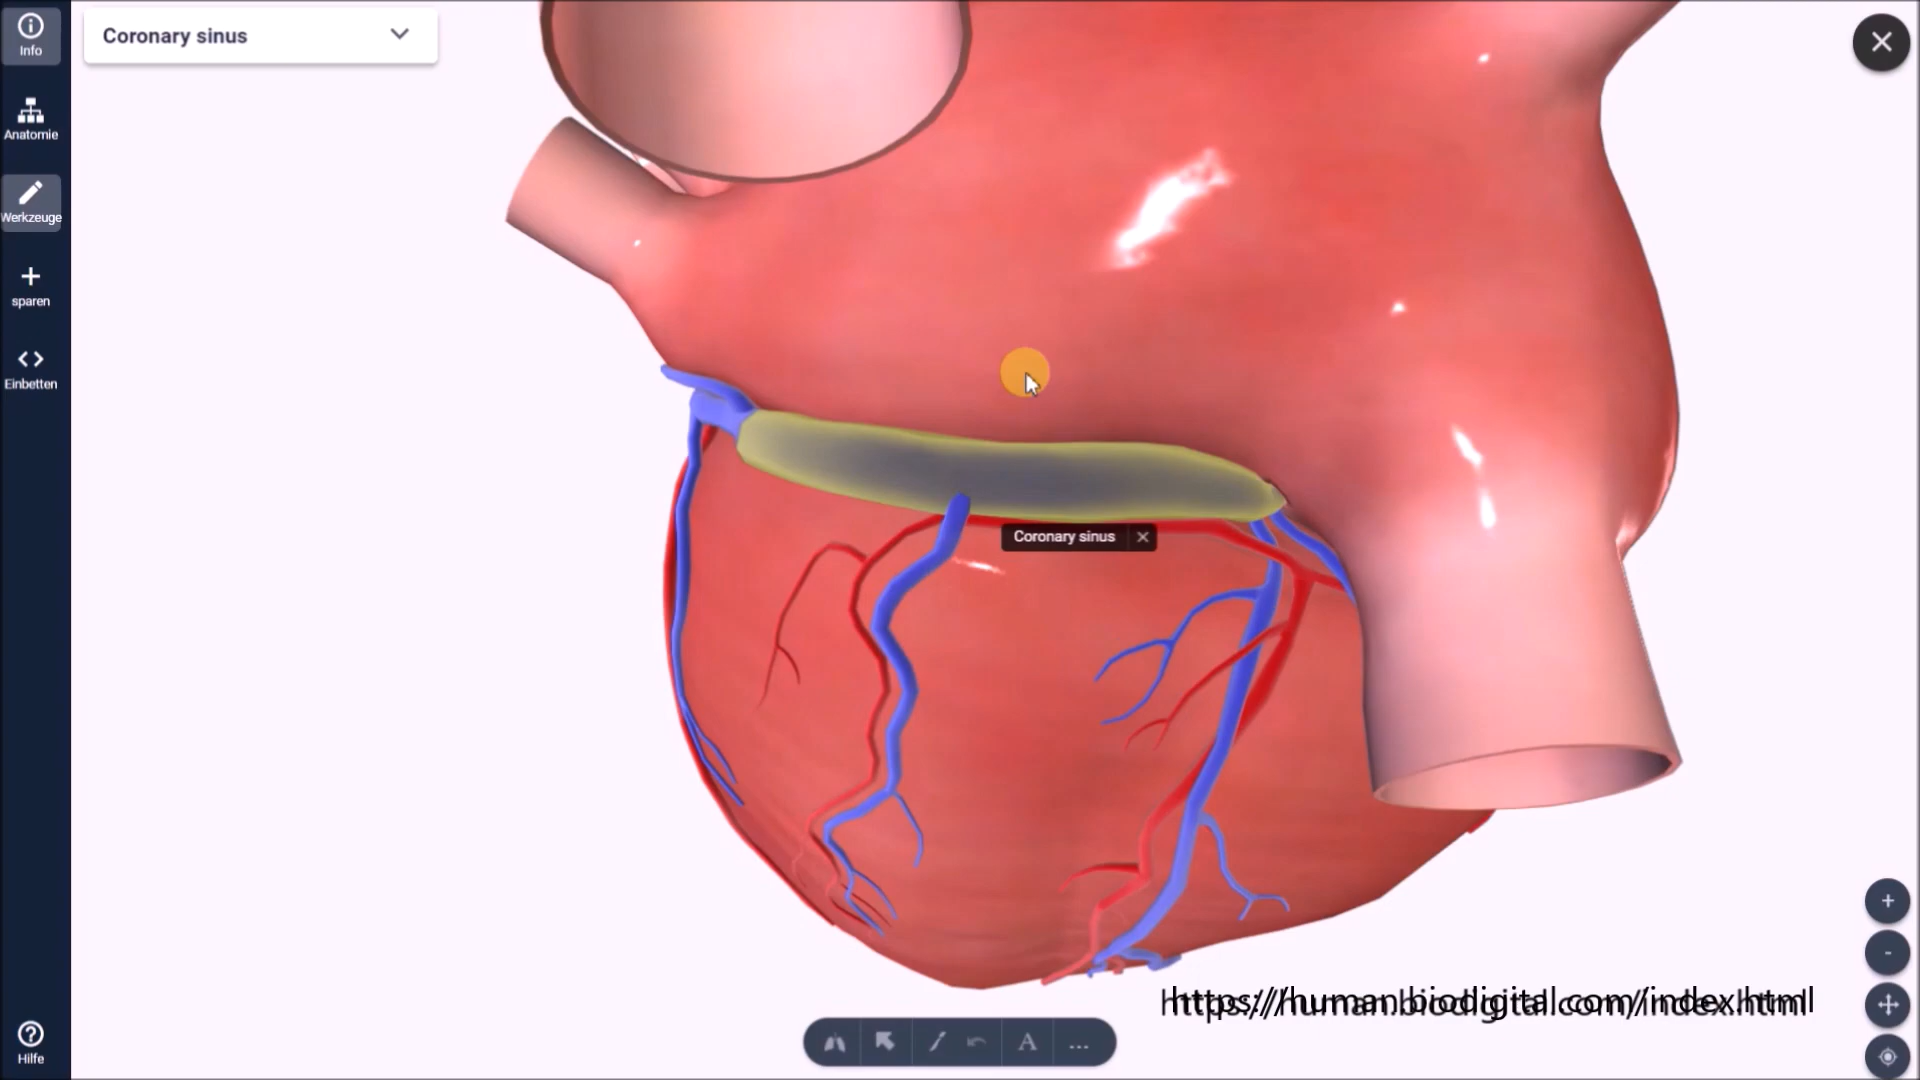 Info
Coronary sinus
Anatomie
Werkzeuge
sparen
Einbetten
Coronary sinus
https://human.biodigital.com/index.html
Hilfe
A